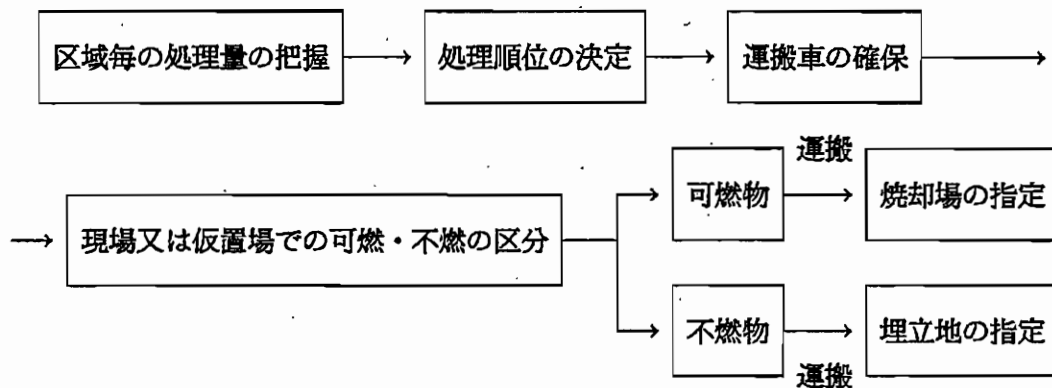 区域毎の処理量の把握
処理順位の決定
運搬車の確保
現場又は仮置場での可燃・不燃の区分
可燃物
運搬
焼却場の指定
不燃物
運搬
埋立地の指定